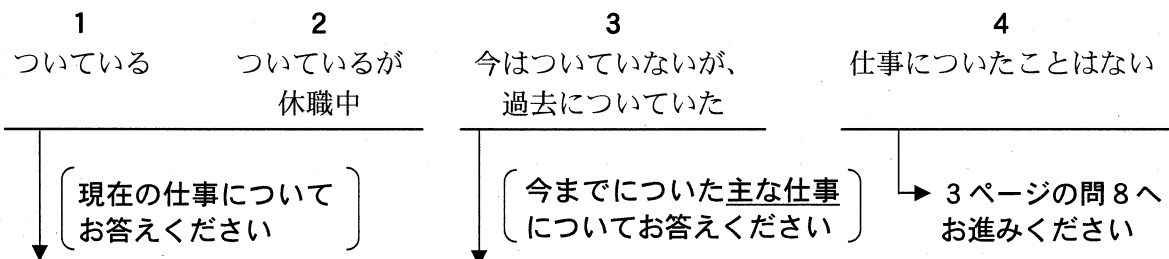 1 2 3 4
ついている ついているが 今はついていないが、 仕事についたことはない
休職中 過去についていた
現在の仕事について 今までについた主な仕事 3ページの問8へ
お答えください についてお答えください お進みください